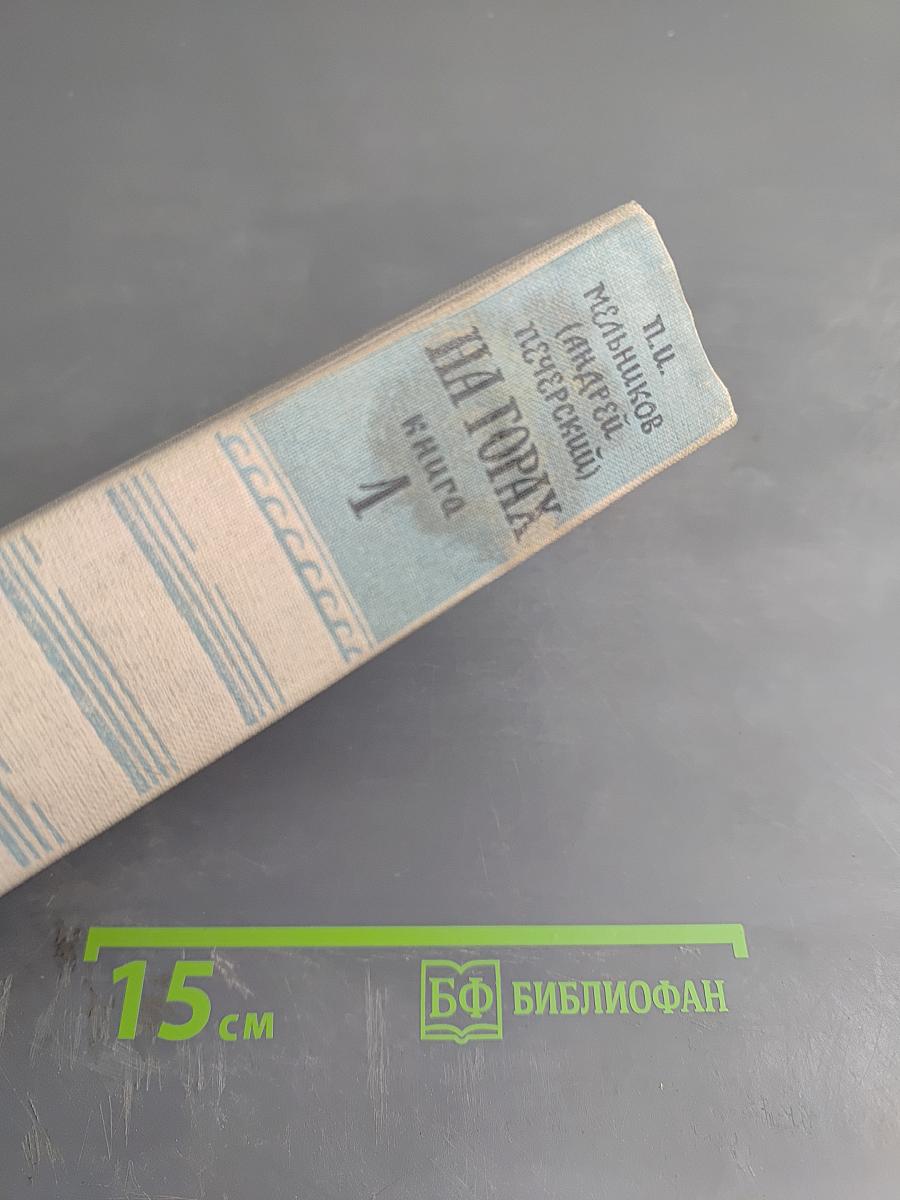 П.И.
МЕЛЬНИКОВ
(АНДРЕЙ
ПЕЧЕРСКИЙ)
НА ГОРАХ
книга
1
15 см
БФ БИБЛИОФАН